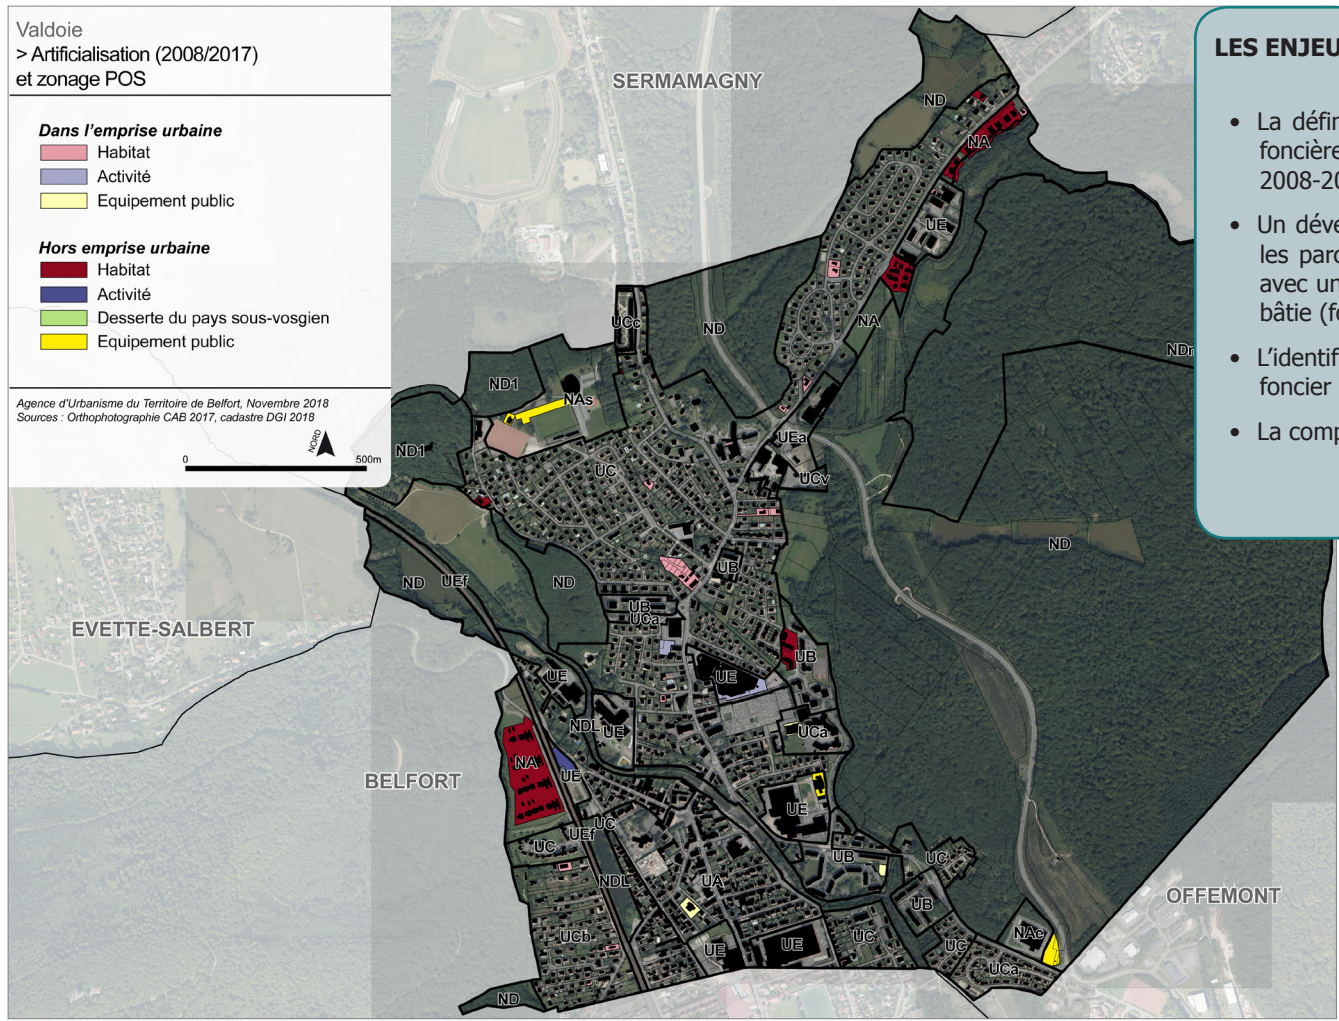 Valdoie
> Artificialisation (2008/2017)
et zonage POS
Dans l'emprise urbaine
Habitat
Activité
Equipement public
Hors emprise urbaine
Habitat
Activité
Desserte du pays sous-vosgien
Equipement public
Agence d'Urbanisme du Territoire de Belfort, Novembre 2018
Sources : Orthophotographie CAB 2017, cadastre DGI 2018
NORD
0 500m
SERMAMAGNY
EVETTE-SALBERT
BELFORT
OFFEMONT
ND
NA
UE
NA
ND
UCc
ND1
NAs
ND1
UC
UEa
UCv
ND
ND
UEf
ND
UB
UB
UCa
UB
UE
UE
NDL
UE
UCa
NA
UE
UE
UC
UEf
UC
NDL
UA
UB
UC
UB
UCb
UE
UE
UC
UC
NAe
UCa
ND
LES ENJEU
• La défin
foncière
2008-20
• Un déve
les parc
avec un
bâtie (fo
• L'identif
foncier
• La comp